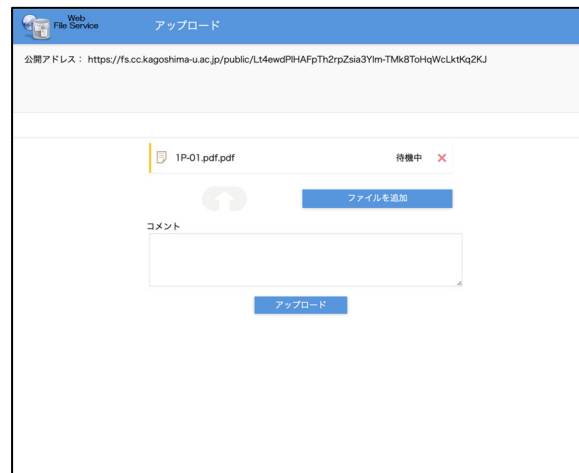 Web
File Service
アップロード
公開アドレス： https://fs.cc.kagoshima-u.ac.jp/public/Lt4ewdPlHAFpTh2rpZsia3Ylm-TMk8ToHqWcLktKq2KJ
1P-01.pdf.pdf 待機中
ファイルを追加
コメント
アップロード